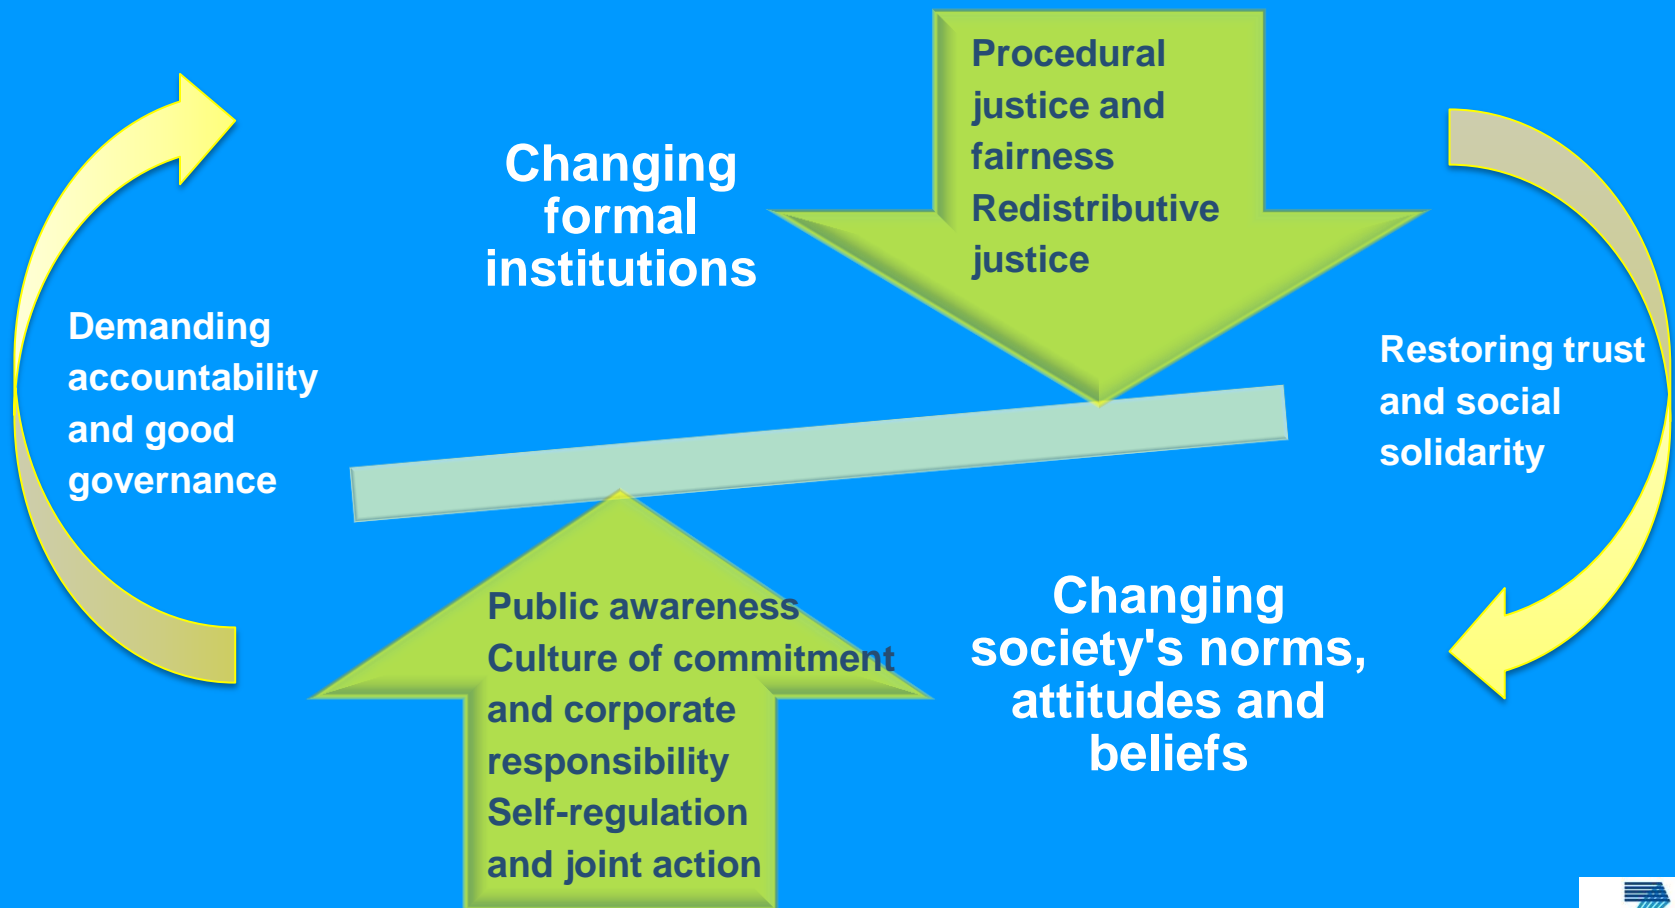 Procedural
justice and
fairness
Redistributive
justice
Changing
formal
institutions
Demanding
accountability
and good
governance
Restoring trust
and social
solidarity
Public awareness
Culture of commitment
and corporate
responsibility
Self-regulation
and joint action
Changing
society's norms,
attitudes and
beliefs